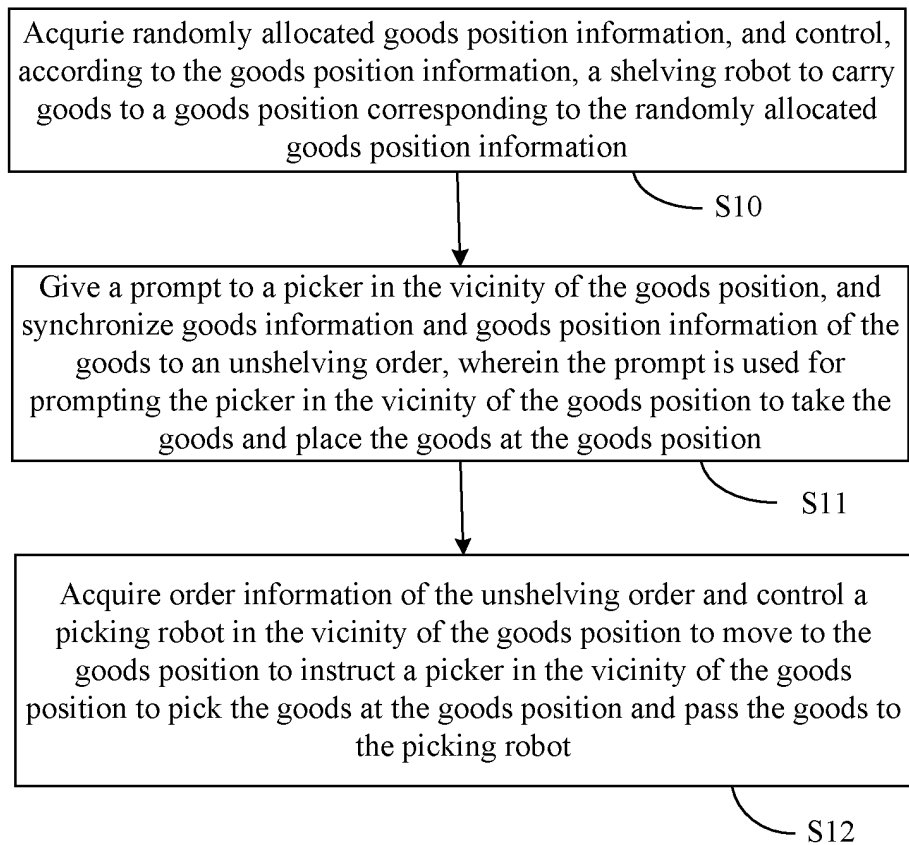 Acqurie randomly allocated goods position information, and control,
according to the goods position information, a shelving robot to carry
goods to a goods position corresponding to the randomly allocated
goods position information
S10
Give a prompt to a picker in the vicinity of the goods position, and
synchronize goods information and goods position information of the
goods to an unshelving order, wherein the prompt is used for
prompting the picker in the vicinity of the goods position to take the
goods and place the goods at the goods position
S11
Acquire order information of the unshelving order and control a
picking robot in the vicinity of the goods position to move to the
goods position to instruct a picker in the vicinity of the goods
position to pick the goods at the goods position and pass the goods to
the picking robot
S12